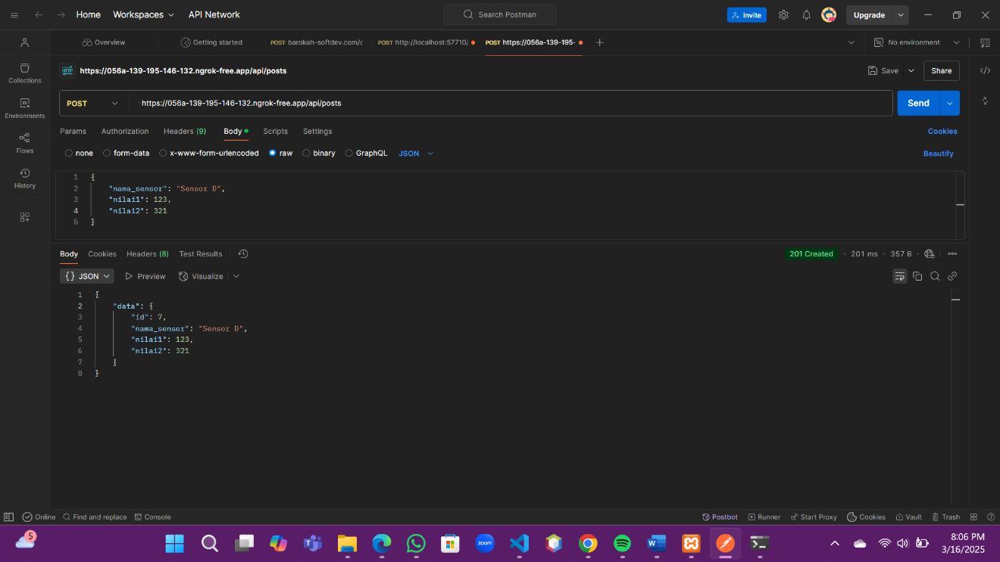 Home Workspaces API Network Search Postman Invite Upgrade
Overview Getting started POST barokah-softdev.com/c POST http://localhost:57710/ POST https://056a-139-195- No environment
HTTP https://056a-139-195-146-132.ngrok-free.app/api/posts Save Share
Collections
POST https://056a-139-195-146-132.ngrok-free.app/api/posts Send
Environments
Params Authorization Headers (9) Body Scripts Settings Cookies
Flows
none form-data x-www-form-urlencoded raw binary GraphQL JSON Beautify
History
1 {
2 "nama_sensor": "Sensor D",
3 "nilai1": 123,
4 "nilai2": 321
5 }
Body Cookies Headers (8) Test Results 201 Created 201 ms 357 B
{} JSON Preview Visualize
1 {
2 "data": {
3 "id": 7,
4 "nama_sensor": "Sensor D",
5 "nilai1": 123,
6 "nilai2": 321
7 }
8 }
Online Find and replace Console Postbot Runner Start Proxy Cookies Vault Trash
5 zoom W 8:06 PM
3/16/2025